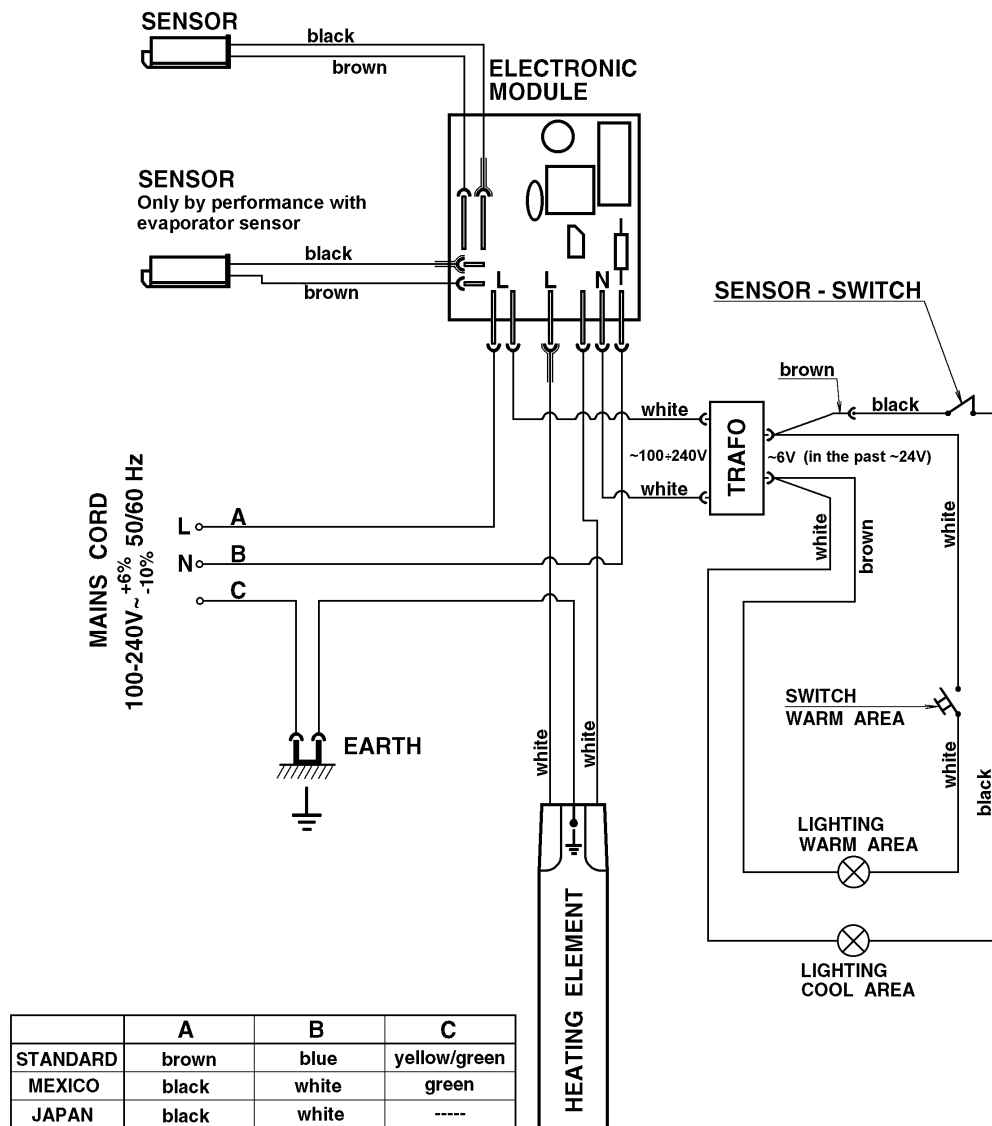 SENSOR
black
brown
ELECTRONIC
MODULE
SENSOR
Only by performance with
evaporator sensor
black
brown
L
L
N
SENSOR - SWITCH
brown
black
white
~100÷240V
white
TRAFO
~6V (in the past ~24V)
white
brown
white
MAINS CORD
100-240V~ +6% -10% 50/60 Hz
L
A
N
B
C
EARTH
white
white
SWITCH
WARM AREA
white
black
LIGHTING
WARM AREA
LIGHTING
COOL AREA
HEATING ELEMENT
A B C
STANDARD brown blue yellow/green
MEXICO black white green
JAPAN black white -----